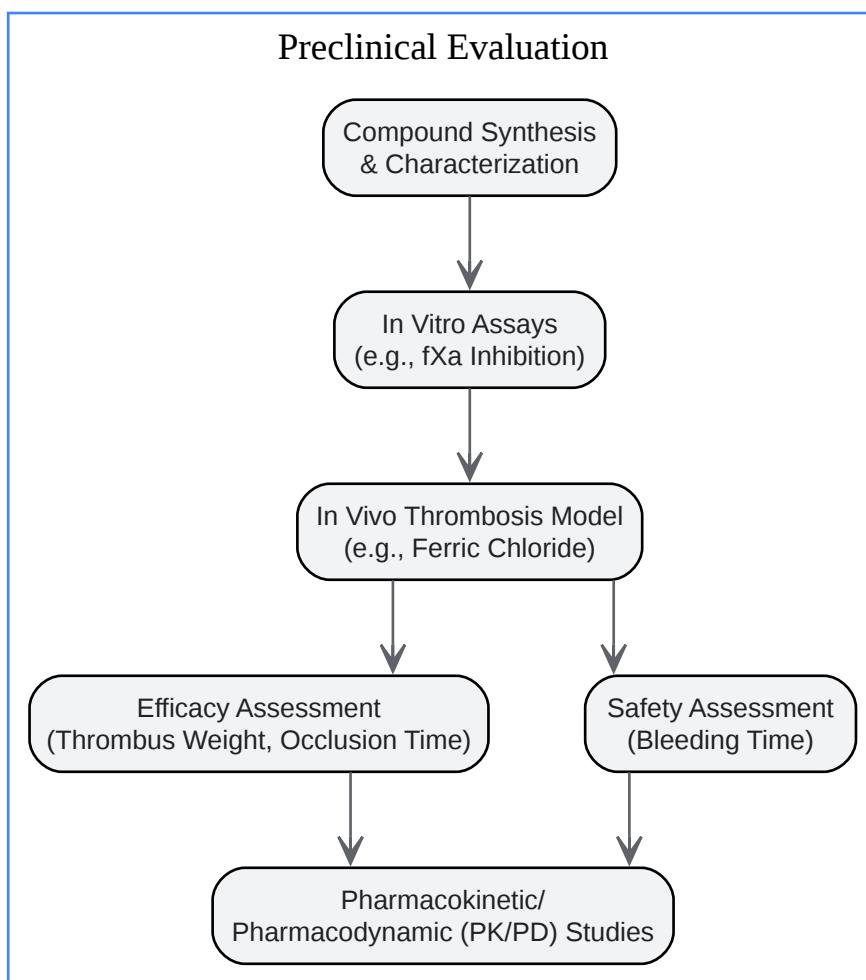 Preclinical Evaluation
Compound Synthesis
& Characterization
In Vitro Assays
(e.g., fXa Inhibition)
In Vivo Thrombosis Model
(e.g., Ferric Chloride)
Efficacy Assessment
(Thrombus Weight, Occlusion Time)
Safety Assessment
(Bleeding Time)
Pharmacokinetic/
Pharmacodynamic (PK/PD) Studies